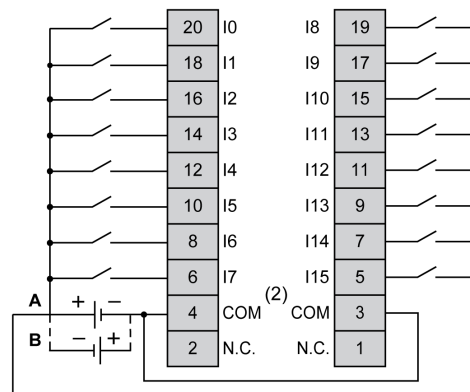 20 I0 I8 19
18 I1 I9 17
16 I2 I10 15
14 I3 I11 13
12 I4 I12 11
10 I5 I13 9
8 I6 I14 7
6 I7 I15 5
A + − 4 COM (2) COM 3
B − + 2 N.C. N.C. 1